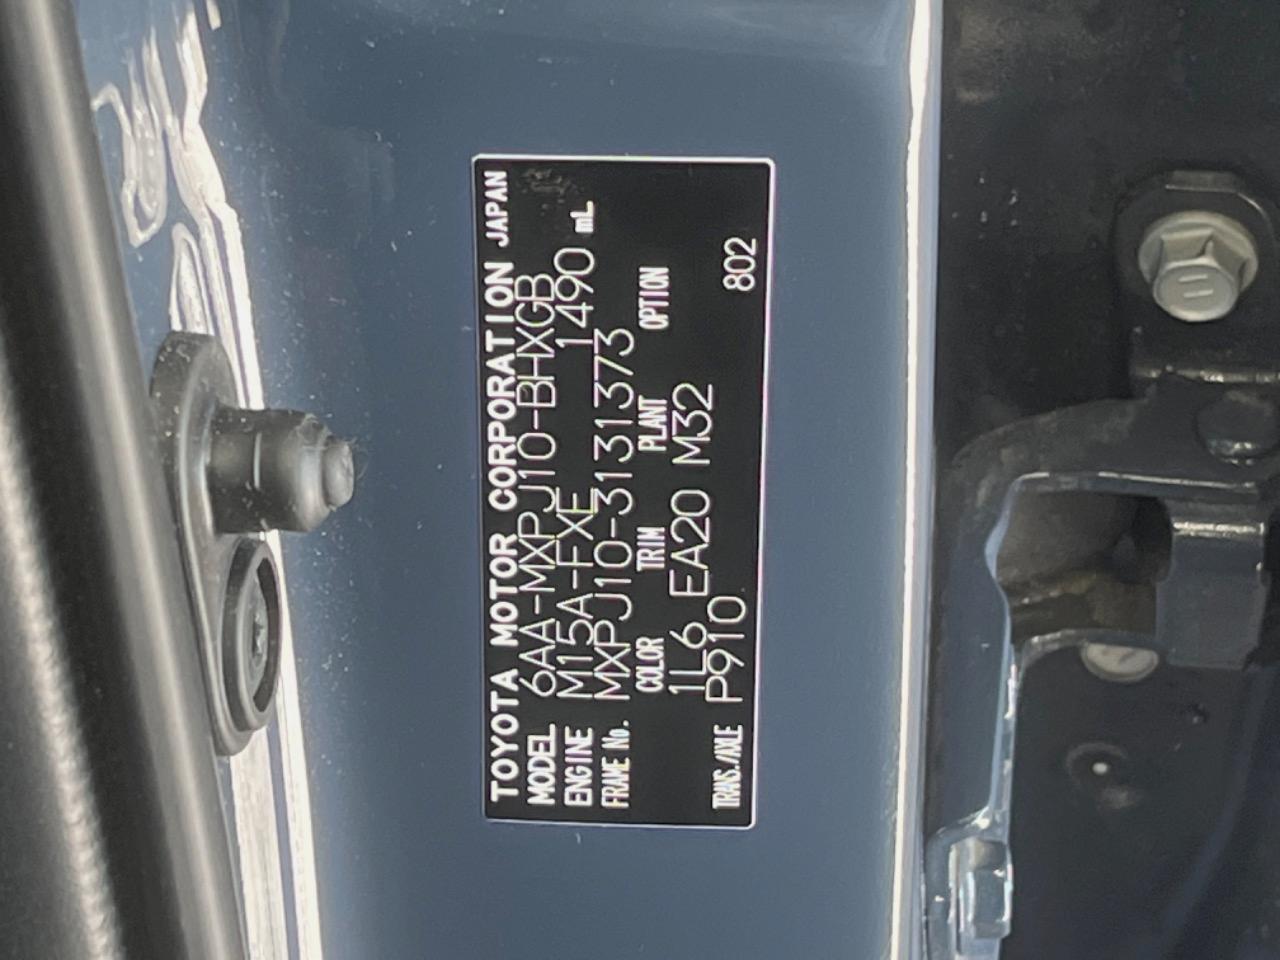 TOYOTA MOTOR CORPORATION JAPAN
MODEL 6AA-MXPJ10-BHXGB
ENGINE M15A-FXE 1490 mL
FRAME No. MXPJ10-3131373
COLOR TRIM PLANT OPTION
1L6 EA20 M32
TRANS./AXLE P910 802